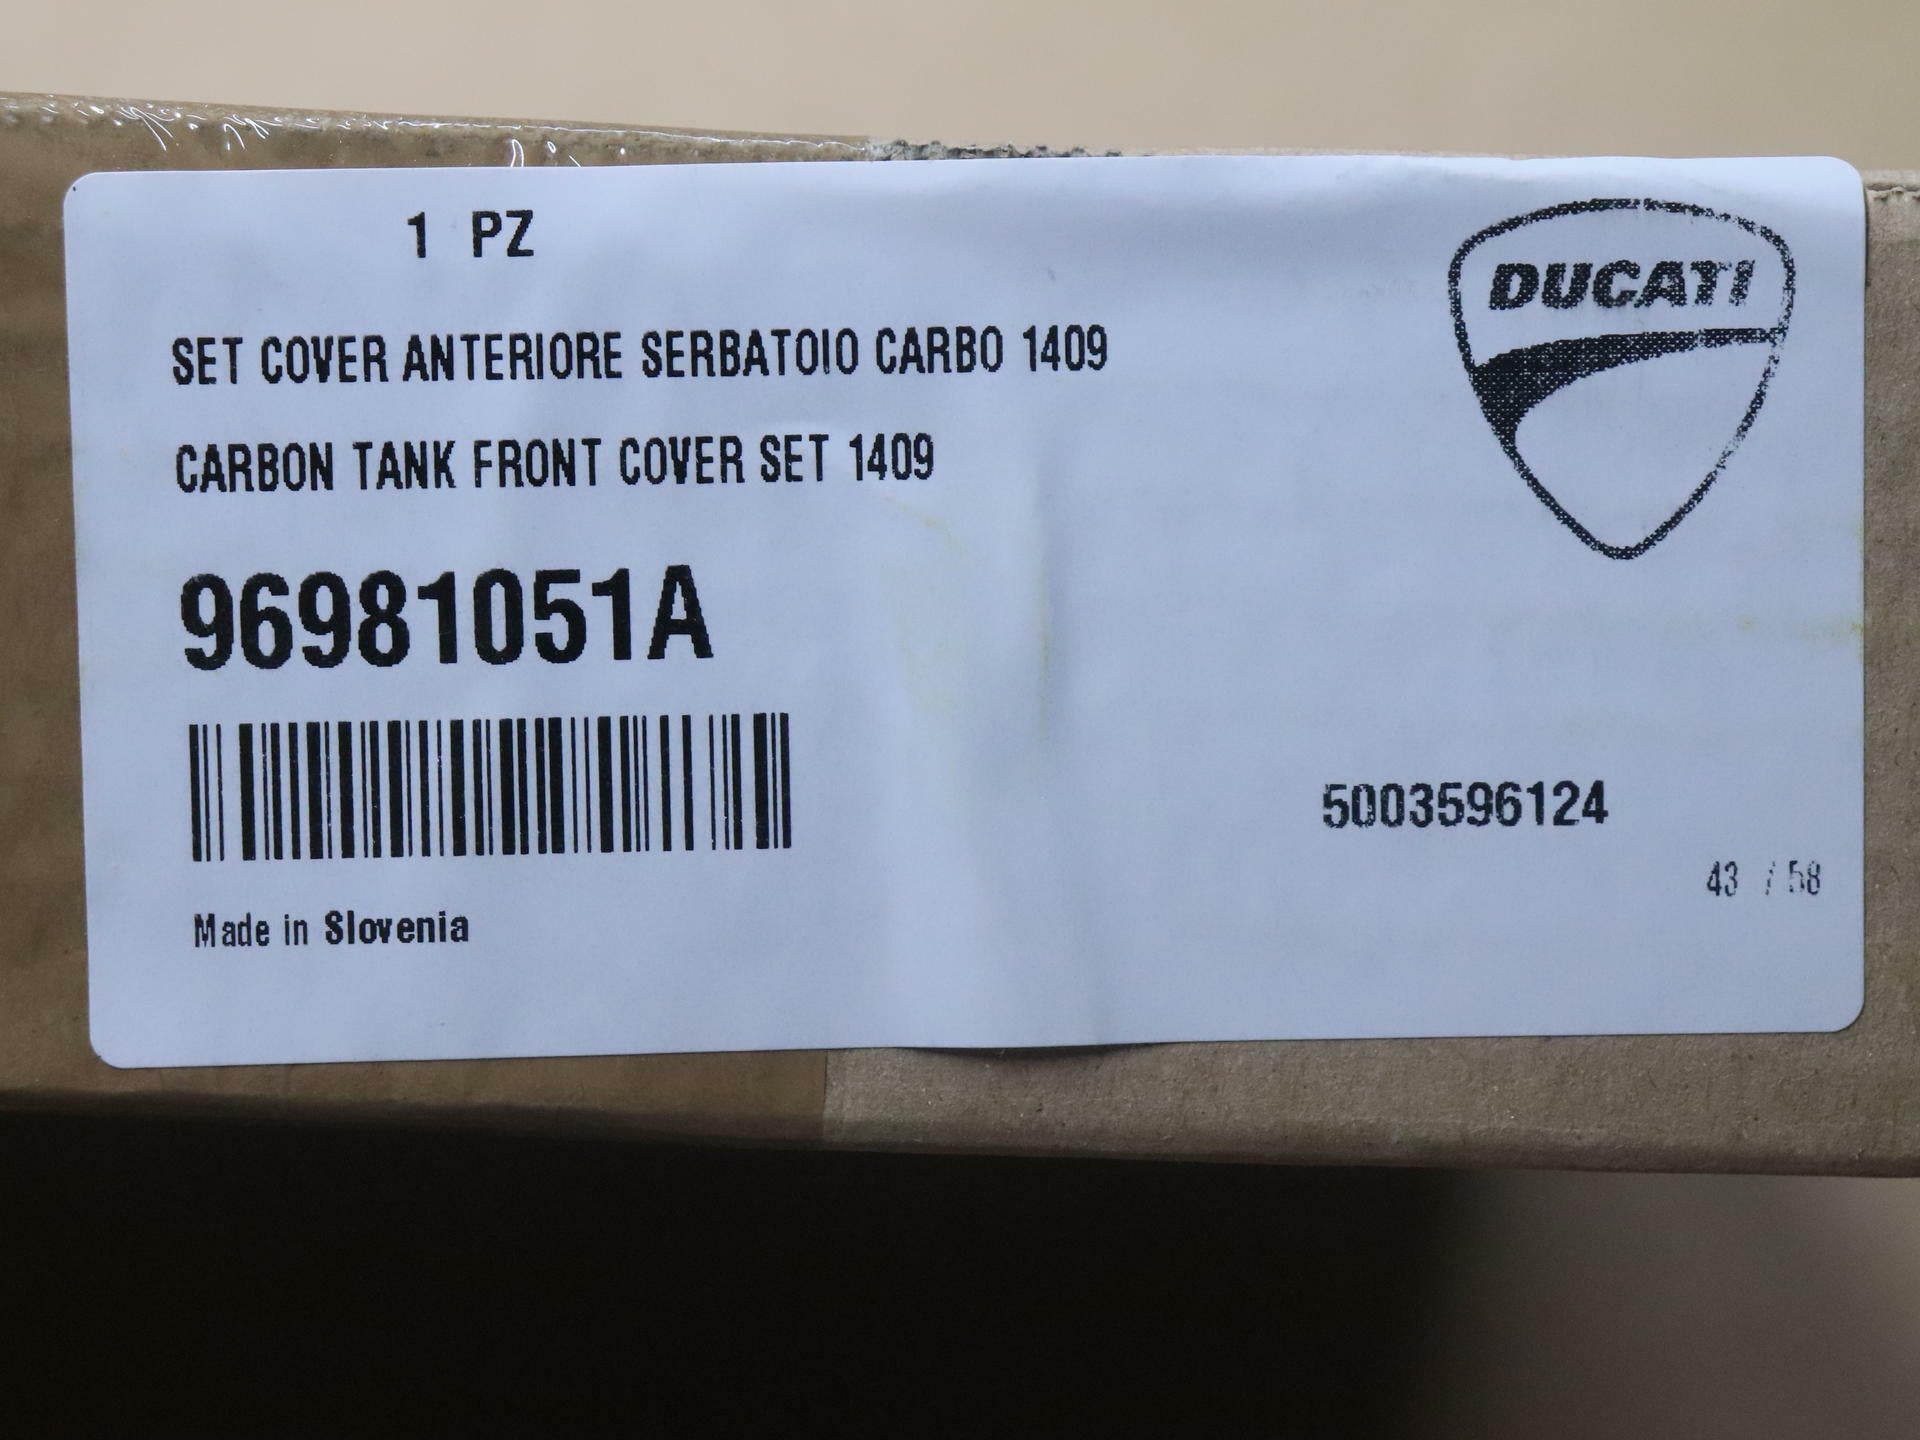 1 PZ
DUCATI
SET COVER ANTERIORE SERBATOIO CARBO 1409
CARBON TANK FRONT COVER SET 1409
96981051A
5003596124
43 / 58
Made in Slovenia